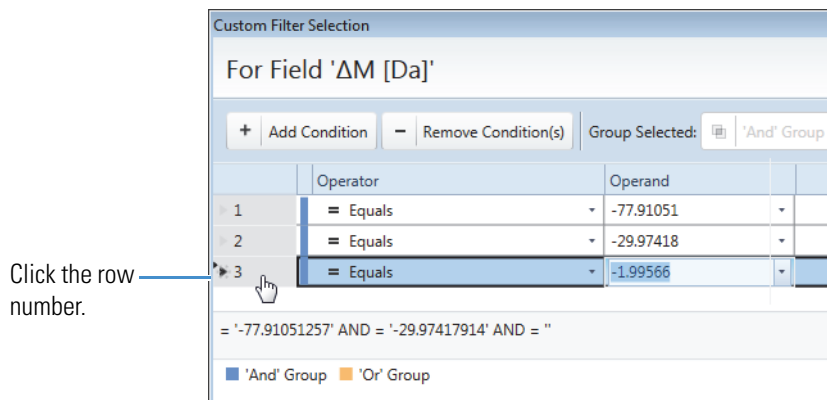 Custom Filter Selection
For Field 'ΔM [Da]'
+ Add Condition - Remove Condition(s) Group Selected: 'And' Group
Operator Operand
1 = Equals -77.91051
2 = Equals -29.97418
3 = Equals -1.99566
Click the row
number.
= '-77.91051257' AND = '-29.97417914' AND = ''
'And' Group 'Or' Group